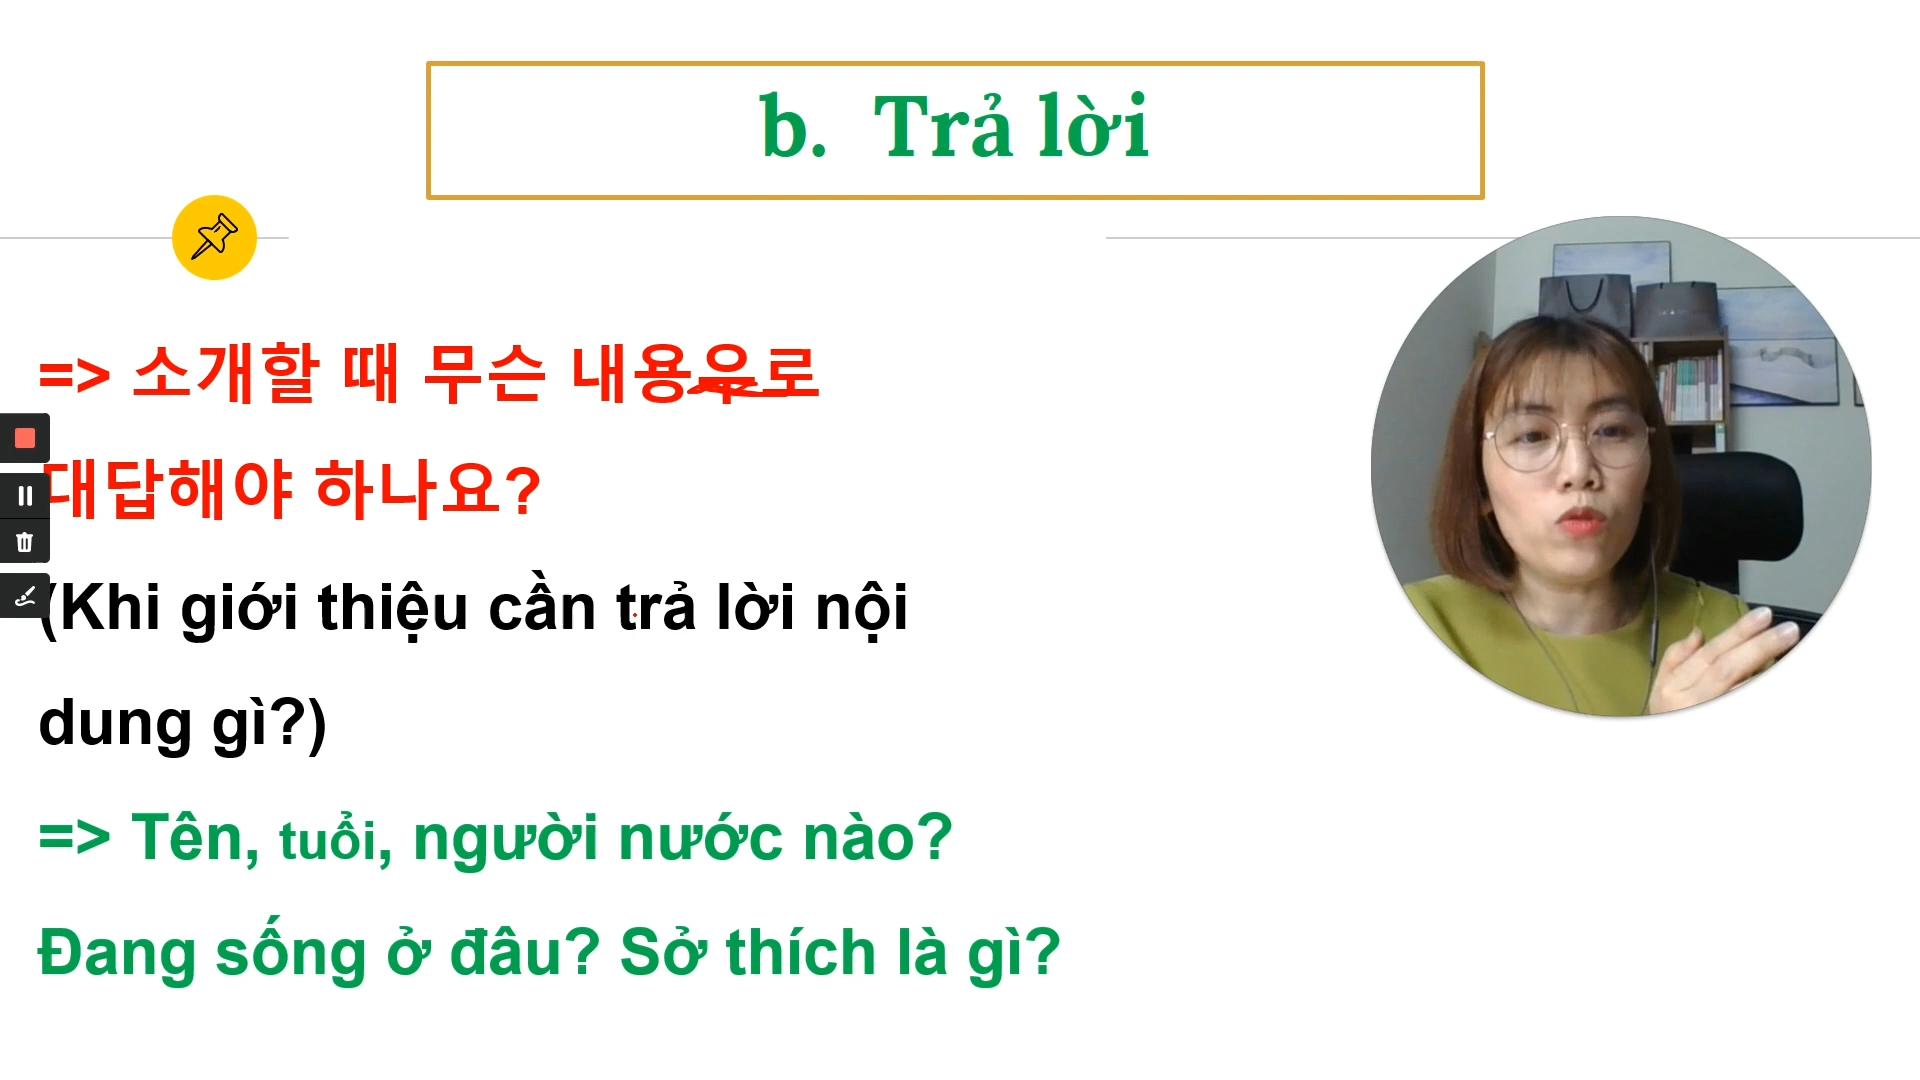 b. Trả lời
=> 소개할 때 무슨 내용우로
대답해야 하나요?
(Khi giới thiệu cần trả lời nội
dung gì?)
=> Tên, tuổi, người nước nào?
Đang sống ở đâu? Sở thích là gì?